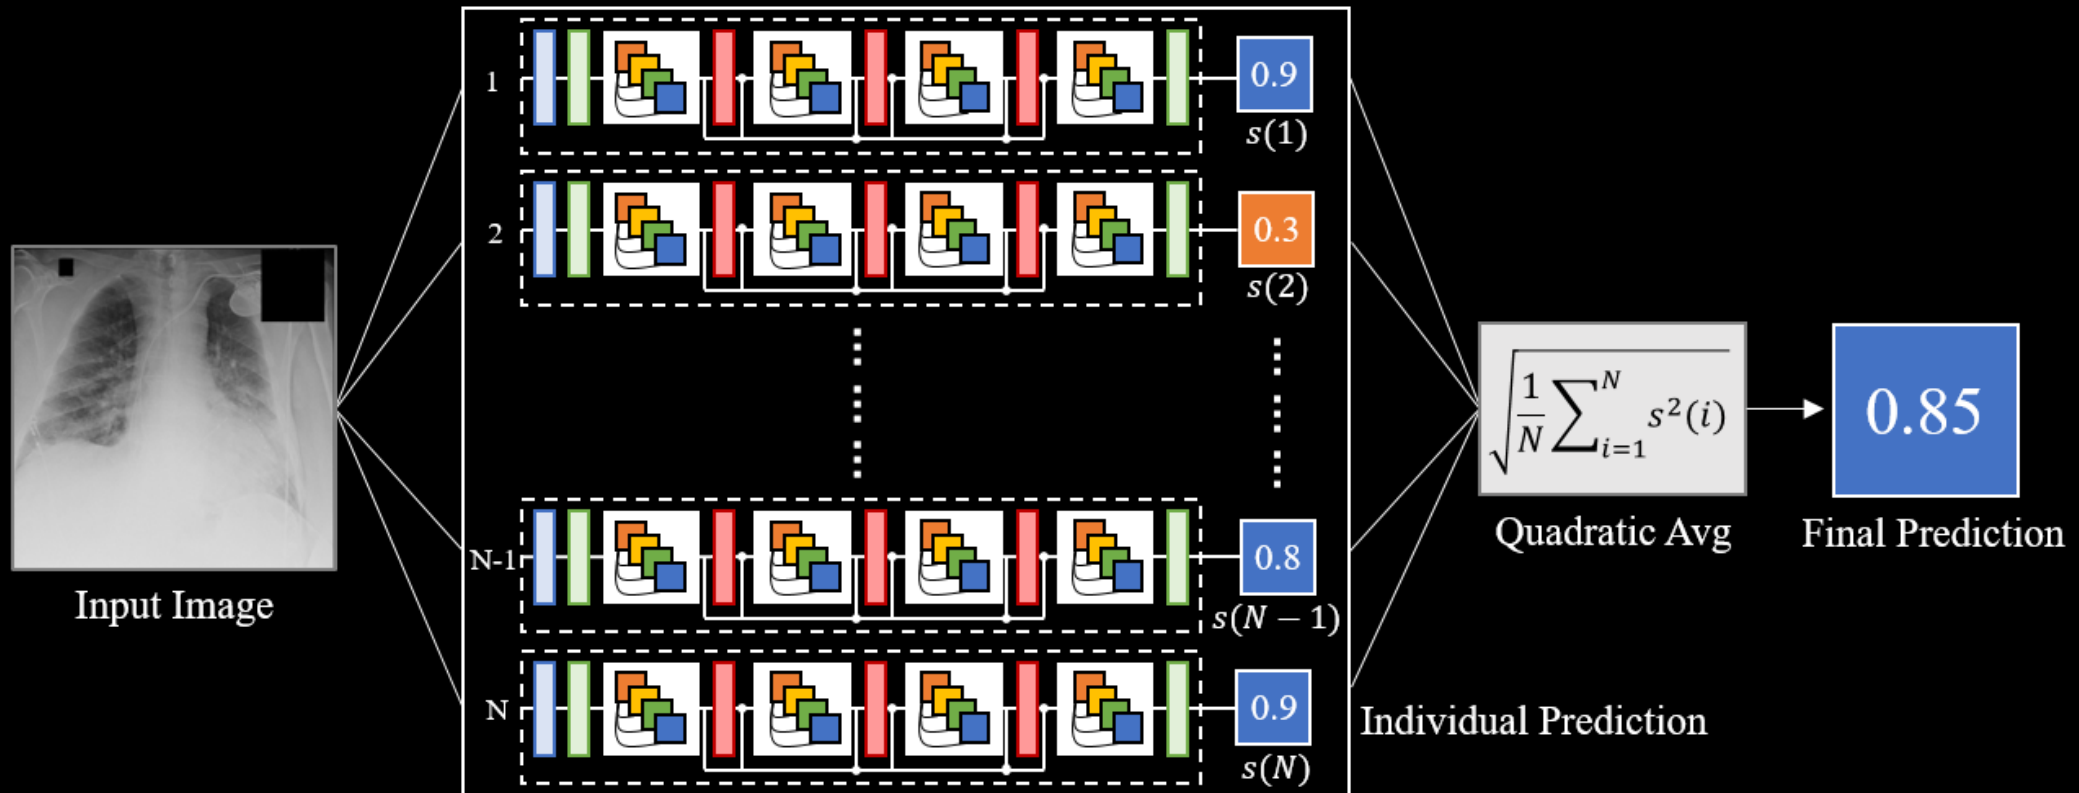 1
0.9
s(1)
2
0.3
s(2)
N-1
0.8
s(N − 1)
N
0.9
s(N)
Input Image
Individual Prediction
√(1/N ∑_{i=1}^{N} s²(i))
Quadratic Avg
0.85
Final Prediction